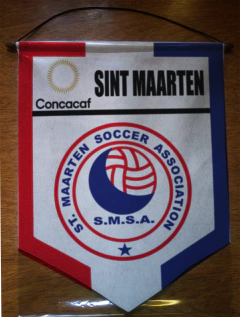 SINT MAARTEN
Concacaf
ST. MAARTEN SOCCER ASSOCIATION
S.M.S.A.